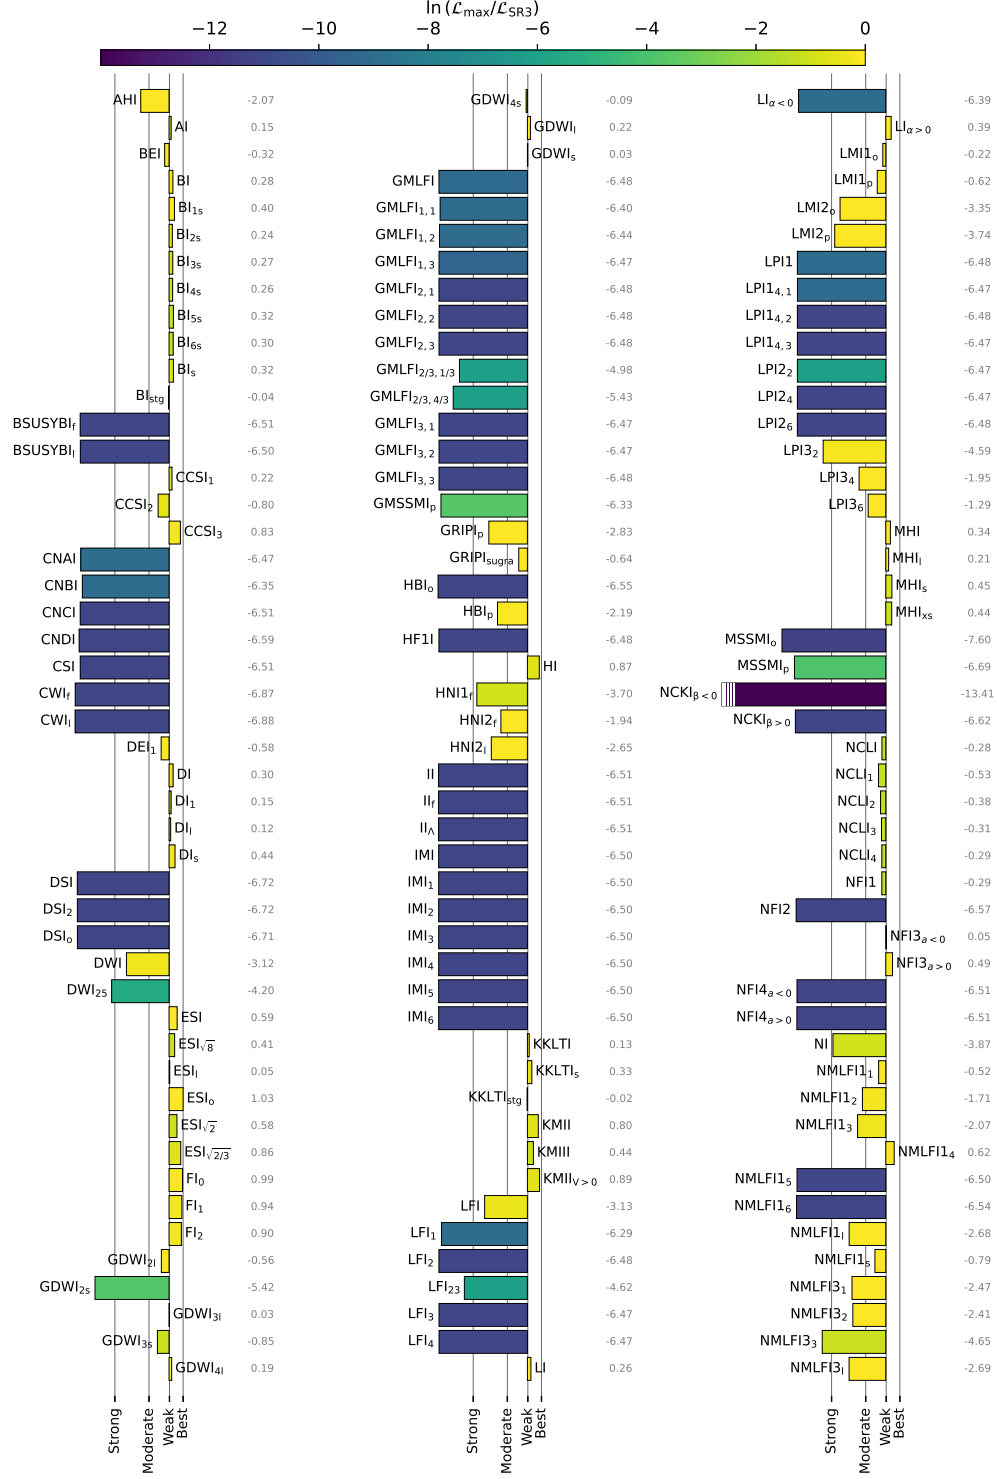 ln (ℒmax/ℒSR3)
−12 −10 −8 −6 −4 −2 0
AHI -2.07
AI 0.15
BEI -0.32
BI 0.28
BI1s 0.40
BI2s 0.24
BI3s 0.27
BI4s 0.26
BI5s 0.32
BI6s 0.30
BIs 0.32
BIstg -0.04
BSUSYBIf -6.51
BSUSYBIl -6.50
CCSI1 0.22
CCSI2 -0.80
CCSI3 0.83
CNAI -6.47
CNBI -6.35
CNCI -6.51
CNDI -6.59
CSI -6.51
CWIf -6.87
CWIl -6.88
DEI1 -0.58
DI 0.30
DI1 0.15
DIl 0.12
DIs 0.44
DSI -6.72
DSI2 -6.72
DSIo -6.71
DWI -3.12
DWI25 -4.20
ESI 0.59
ESI√8 0.41
ESIl 0.05
ESIo 1.03
ESI√2 0.58
ESI√2/3 0.86
FI0 0.99
FI1 0.94
FI2 0.90
GDWI2l -0.56
GDWI2s -5.42
GDWI3l 0.03
GDWI3s -0.85
GDWI4l 0.19
Strong Moderate Weak Best
GDWI4s -0.09
GDWIl 0.22
GDWIs 0.03
GMLFI -6.48
GMLFI1, 1 -6.40
GMLFI1, 2 -6.44
GMLFI1, 3 -6.47
GMLFI2, 1 -6.48
GMLFI2, 2 -6.48
GMLFI2, 3 -6.48
GMLFI2/3, 1/3 -4.98
GMLFI2/3, 4/3 -5.43
GMLFI3, 1 -6.47
GMLFI3, 2 -6.47
GMLFI3, 3 -6.48
GMSSMIp -6.33
GRIPIp -2.83
GRIPIsugra -0.64
HBIo -6.55
HBIp -2.19
HF1I -6.48
HI 0.87
HNI1f -3.70
HNI2f -1.94
HNI2l -2.65
II -6.51
IIf -6.51
IIΛ -6.51
IMI -6.50
IMI1 -6.50
IMI2 -6.50
IMI3 -6.50
IMI4 -6.50
IMI5 -6.50
IMI6 -6.50
KKLTI 0.13
KKLTIs 0.33
KKLTIstg -0.02
KMII 0.80
KMIII 0.44
KMIIV>0 0.89
LFI -3.13
LFI1 -6.29
LFI2 -6.48
LFI23 -4.62
LFI3 -6.47
LFI4 -6.47
LI 0.26
Strong Moderate Weak Best
LIα<0 -6.39
LIα>0 0.39
LMI1o -0.22
LMI1p -0.62
LMI2o -3.35
LMI2p -3.74
LPI1 -6.48
LPI14, 1 -6.47
LPI14, 2 -6.48
LPI14, 3 -6.47
LPI22 -6.47
LPI24 -6.47
LPI26 -6.48
LPI32 -4.59
LPI34 -1.95
LPI36 -1.29
MHI 0.34
MHIl 0.21
MHIs 0.45
MHIxs 0.44
MSSMIo -7.60
MSSMIp -6.69
NCKIβ<0 -13.41
NCKIβ>0 -6.62
NCLI -0.28
NCLI1 -0.53
NCLI2 -0.38
NCLI3 -0.31
NCLI4 -0.29
NFI1 -0.29
NFI2 -6.57
NFI3a<0 0.05
NFI3a>0 0.49
NFI4a<0 -6.51
NFI4a>0 -6.51
NI -3.87
NMLFI11 -0.52
NMLFI12 -1.71
NMLFI13 -2.07
NMLFI14 0.62
NMLFI15 -6.50
NMLFI16 -6.54
NMLFI1l -2.68
NMLFI1s -0.79
NMLFI31 -2.47
NMLFI32 -2.41
NMLFI33 -4.65
NMLFI3l -2.69
Strong Moderate Weak Best